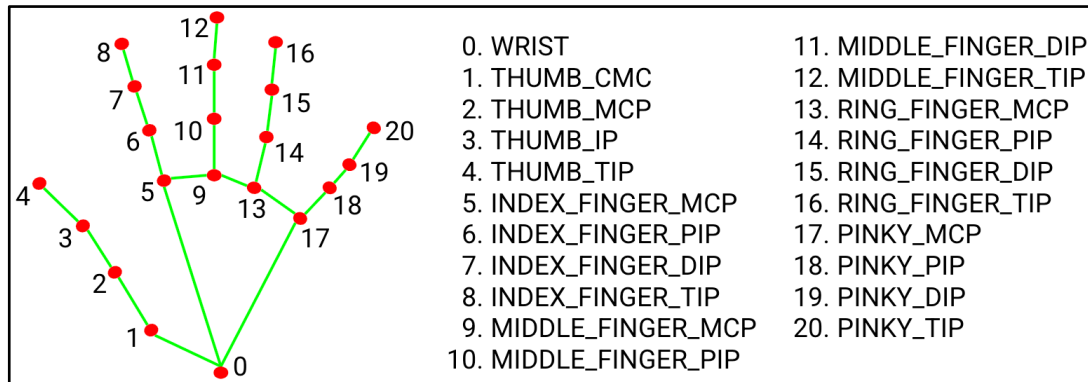 12
8
16
11
7
15
10
6
20
14
19
4
5
9
13
18
3
17
2
1
0
0. WRIST
1. THUMB_CMC
2. THUMB_MCP
3. THUMB_IP
4. THUMB_TIP
5. INDEX_FINGER_MCP
6. INDEX_FINGER_PIP
7. INDEX_FINGER_DIP
8. INDEX_FINGER_TIP
9. MIDDLE_FINGER_MCP
10. MIDDLE_FINGER_PIP
11. MIDDLE_FINGER_DIP
12. MIDDLE_FINGER_TIP
13. RING_FINGER_MCP
14. RING_FINGER_PIP
15. RING_FINGER_DIP
16. RING_FINGER_TIP
17. PINKY_MCP
18. PINKY_PIP
19. PINKY_DIP
20. PINKY_TIP